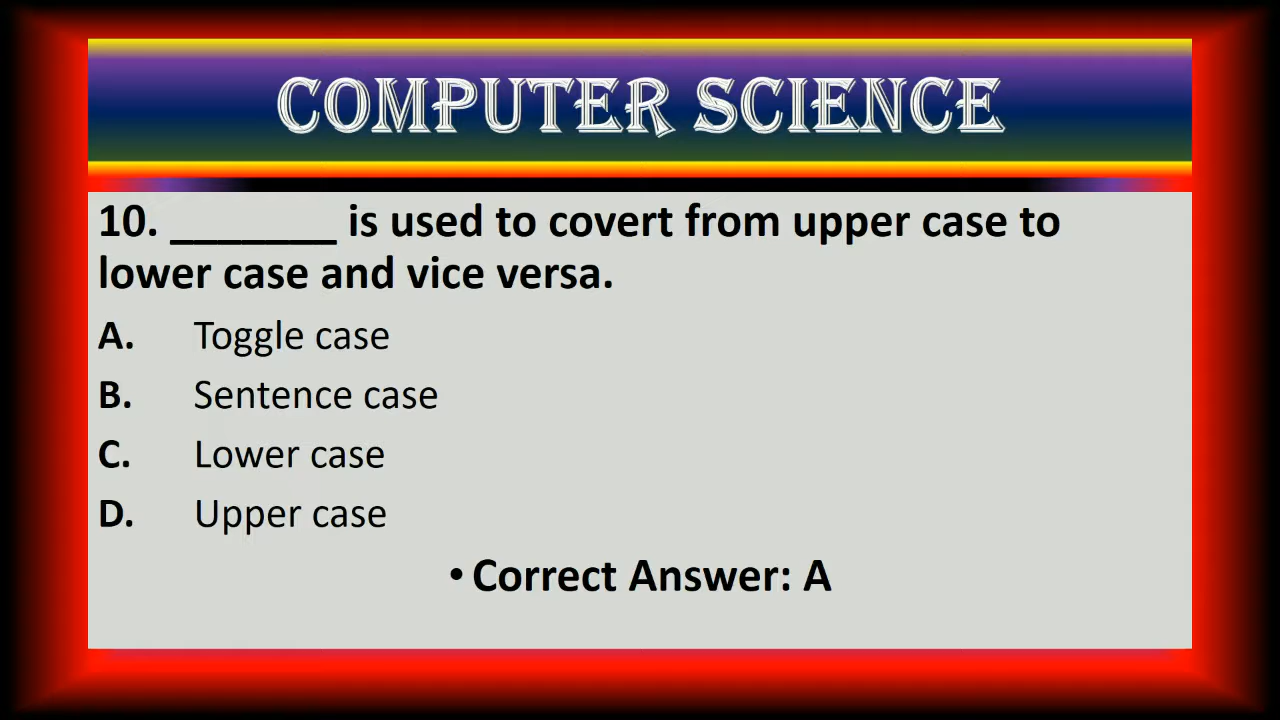 COMPUTER SCIENCE
10. _______ is used to covert from upper case to
lower case and vice versa.
A. Toggle case
B. Sentence case
C. Lower case
D. Upper case
• Correct Answer: A